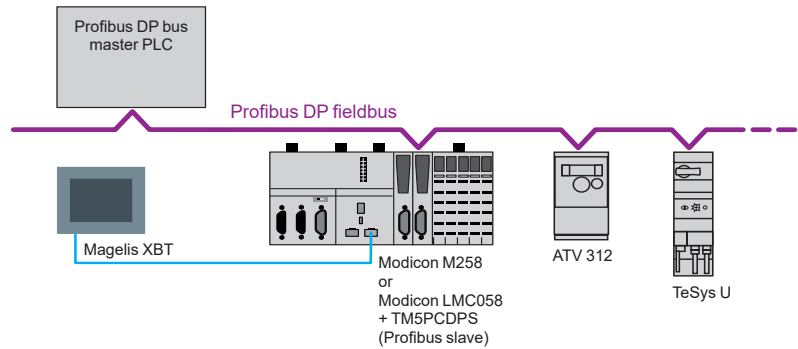 Profibus DP bus
master PLC
Profibus DP fieldbus
Magelis XBT
Modicon M258
or
Modicon LMC058
+ TM5PCDPS
(Profibus slave)
ATV 312
TeSys U